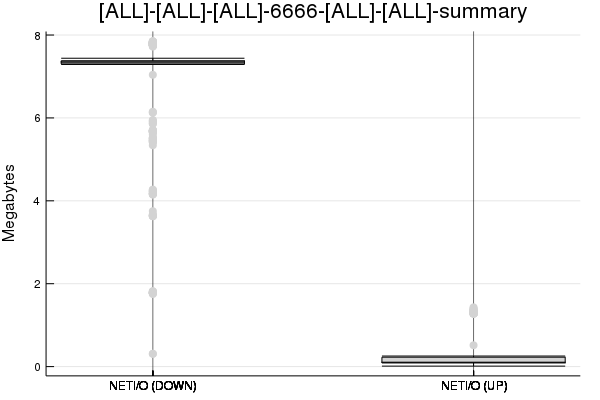 [ALL]-[ALL]-[ALL]-6666-[ALL]-[ALL]-summary
Megabytes
8
6
4
2
0
NETI/O (DOWN)
NETI/O (UP)